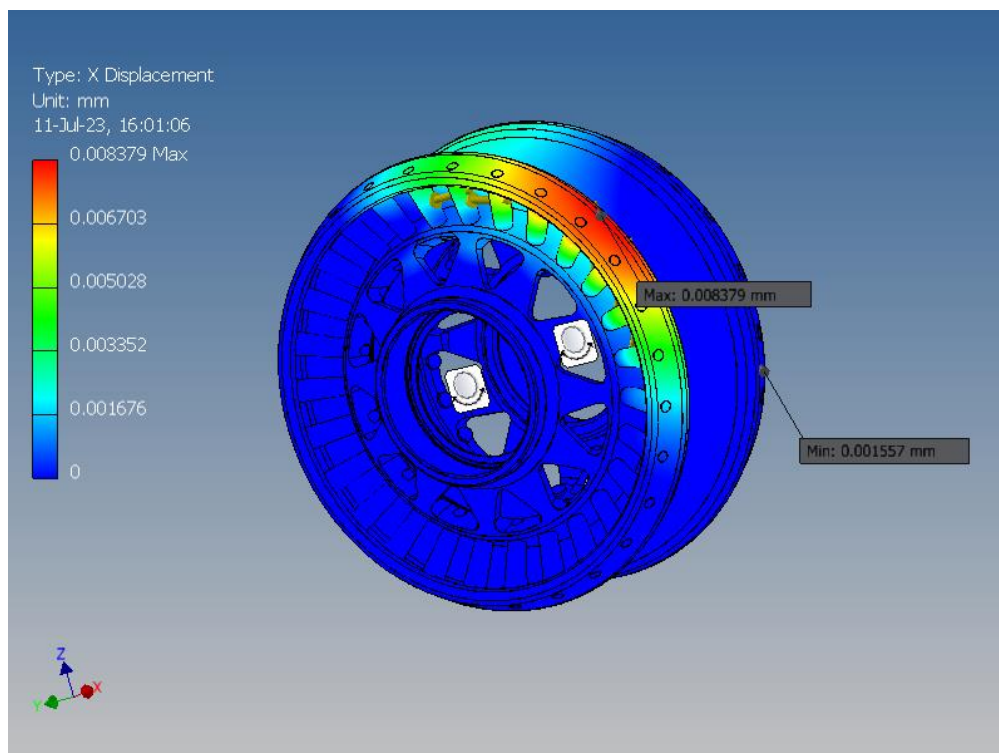 Type: X Displacement
Unit: mm
11-Jul-23, 16:01:06
0.008379 Max
0.006703
0.005028
0.003352
0.001676
0
Max: 0.008379 mm
Min: 0.001557 mm
Z
Y
X